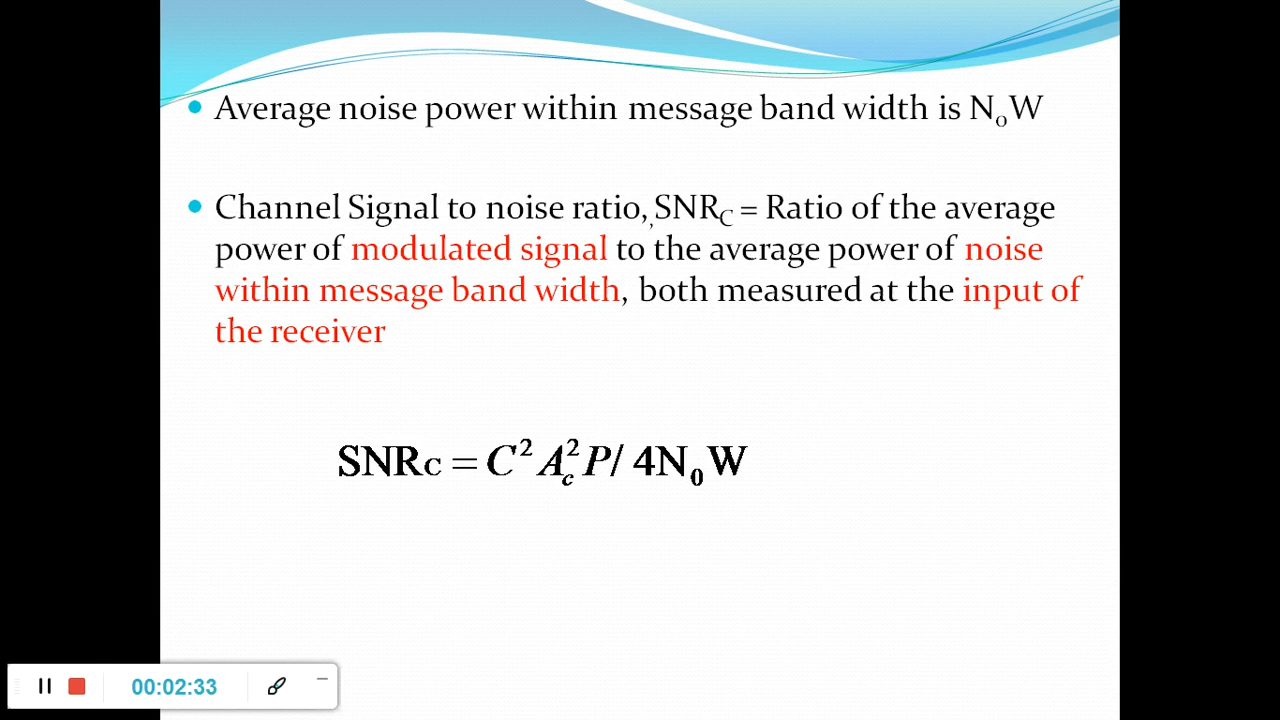 • Average noise power within message band width is N₀W
• Channel Signal to noise ratio, SNR_C = Ratio of the average
power of modulated signal to the average power of noise
within message band width, both measured at the input of
the receiver
SNRc = C² A_c² P/ 4N₀W
00:02:33